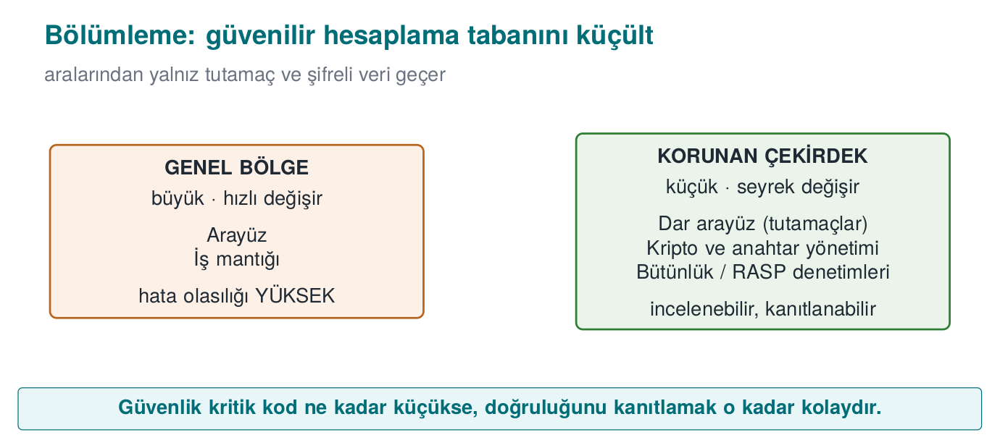 Bölümleme: güvenilir hesaplama tabanını küçült
aralarından yalnız tutamaç ve şifreli veri geçer
GENEL BÖLGE
büyük · hızlı değişir
Arayüz
İş mantığı
hata olasılığı YÜKSEK
KORUNAN ÇEKİRDEK
küçük · seyrek değişir
Dar arayüz (tutamaçlar)
Kripto ve anahtar yönetimi
Bütünlük / RASP denetimleri
incelenebilir, kanıtlanabilir
Güvenlik kritik kod ne kadar küçükse, doğruluğunu kanıtlamak o kadar kolaydır.